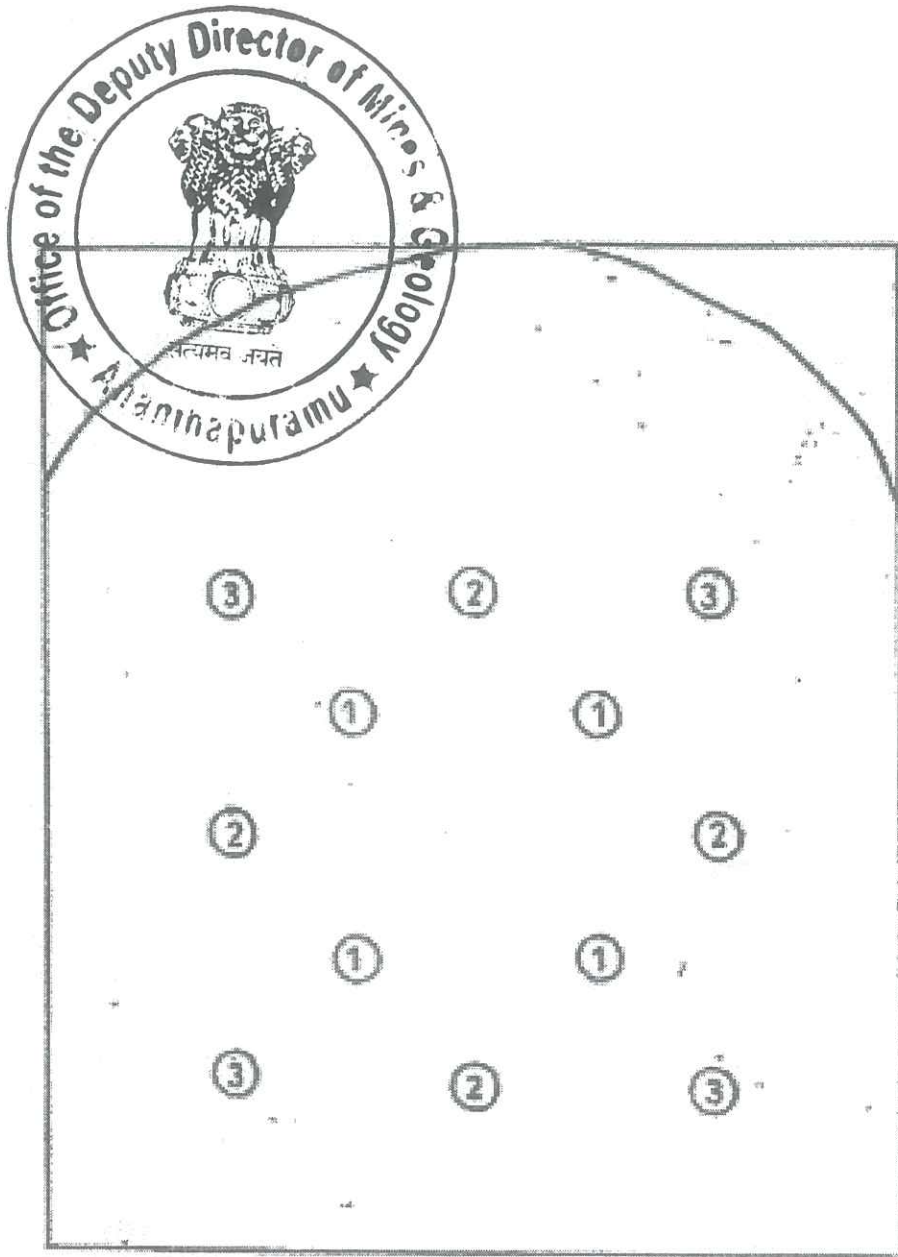 Office of the Deputy Director of Mines & Geology
सत्यमेव जयते
★ Ananthapuramu ★
3 2 3
1 1
2 2
1 1
3 2 3